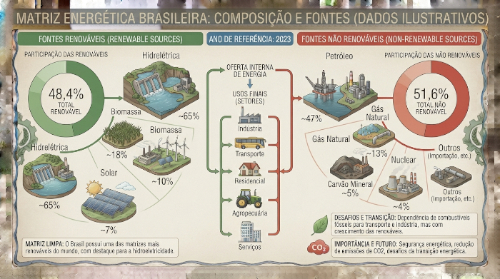 MATRIZ ENERGÉTICA BRASILEIRA: COMPOSIÇÃO E FONTES (DADOS ILUSTRATIVOS)
FONTES RENOVÁVEIS (RENEWABLE SOURCES)
ANO DE REFERÊNCIA: 2023
FONTES NÃO RENOVÁVEIS (NON-RENEWABLE SOURCES)
PARTICIPAÇÃO DAS RENOVÁVEIS
48,4%
TOTAL
RENOVÁVEL
Hidrelétrica
~65%
Biomassa
~18%
Biomassa
~10%
Hidrelétrica
~65%
Solar
~7%
MATRIZ LIMPA: O Brasil possui uma das matrizes mais
renováveis do mundo, com destaque para a hidroeletricidade.
OFERTA INTERNA
DE ENERGIA
USOS FINAIS
(SETORES)
Indústria
Transporte
Residencial
Agropecuária
Serviços
Petróleo
~47%
PARTICIPAÇÃO DAS NÃO RENOVÁVEIS
51,6%
TOTAL NÃO
RENOVÁVEL
Gás
Natural
Gás Natural
~13%
Carvão Mineral
~5%
Nuclear
~4%
Outros
(Importação, etc.)
Outros
(Importação, etc.)
DESAFIOS E TRANSIÇÃO: Dependência de combustíveis
fósseis para transporte e indústria, mas com
crescimento das renováveis.
CO₂
IMPORTÂNCIA E FUTURO: Segurança energética, redução
de emissões de CO2, desafios da transição energética.